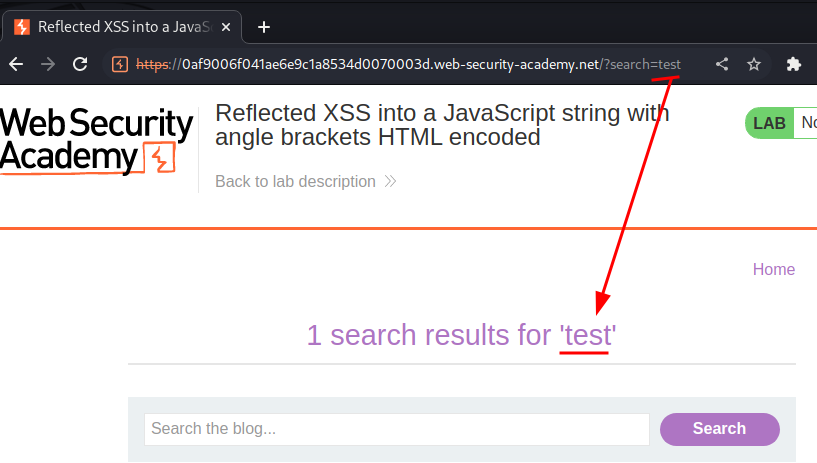 Reflected XSS into a JavaSc
https://0af9006f041ae6e9c1a8534d0070003d.web-security-academy.net/?search=test
Web Security
Academy
Reflected XSS into a JavaScript string with
angle brackets HTML encoded
LAB No
Back to lab description
Home
1 search results for 'test'
Search the blog...
Search